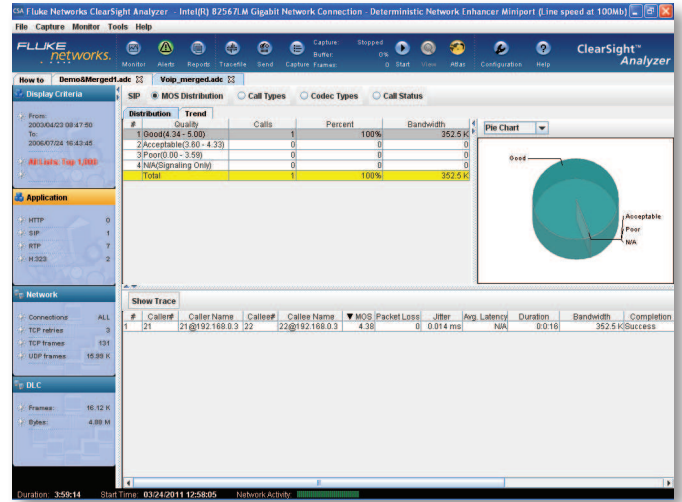 Fluke Networks ClearSight Analyzer - Intel(R) 82567LM Gigabit Network Connection - Deterministic Network Enhancer Miniport (Line speed at 100Mb)
File Capture Monitor Tools Help
FLUKE networks.
Monitor Alerts Reports Tracefile Send Capture Start View Atlas Configuration Help
Capture: Stopped
Buffer: 0%
Frames: 0
ClearSight™ Analyzer
How to Demo&Merged1.adc Voip_merged.adc
Display Criteria
From:
2003/04/23 08:47:50
To:
2006/07/24 16:43:45
SIP MOS Distribution Call Types Codec Types Call Status
Distribution Trend
# Quality Calls Percent Bandwidth
1 Good(4.34 - 5.00) 1 100% 352.5 K
2 Acceptable(3.60 - 4.33) 0 0 0
3 Poor(0.00 - 3.59) 0 0 0
4 N/A(Signaling Only) 0 0 0
Total 1 100% 352.5 K
Pie Chart
Good
Acceptable
Poor
N/A
Application
HTTP 0
SIP 1
RTP 7
H.323 2
Network
Connections ALL
TCP retries 3
TCP frames 131
UDP frames 15.99 K
DLC
Frames: 16.12 K
Bytes: 4.88 M
Show Trace
# Caller# Caller Name Callee# Callee Name MOS Packet Loss Jitter Avg. Latency Duration Bandwidth Completion
1 21 21@192.168.0.3 22 22@192.168.0.3 4.38 0 0.014 ms N/A 0:0:16 352.5 K Success
Duration: 3:59:14 Start Time: 03/24/2011 12:58:05 Network Activity: